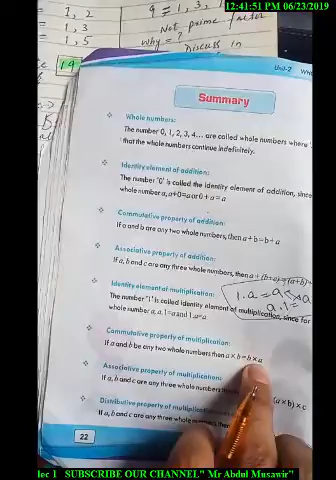 12:41:51 PM 06/23/2019
1, 2
= 1, 3
= 1, 5
9 ≠ 1, 3,
Not prime factor
why = ?
Discuss in
19
Unit-2
Summary
Whole numbers:
The number 0, 1, 2, 3, 4... are called whole numbers where
that the whole numbers continue indefinitely.
Identity element of addition:
The number '0' is called the identity element of addition, since
whole number a, a+0=a or 0 + a = a
Commutative property of addition:
If a and b are any two whole numbers, then a + b = b + a
Associative property of addition:
If a, b and c are any three whole numbers, then a + (b+c) = (a+b)+
Identity element of multiplication:
The number '1' is called identity element of multiplication, since for
whole number a, a.1=a and 1.a=a
1.a = a
a.1 =
Commutative property of multiplication:
If a and b be any two whole numbers then a × b = b × a
Associative property of multiplication:
If a, b and c are any three whole numbers
(a × b) × c
Distributive property of multiplication
If a, b and c are any three whole numbers
22
lec 1 SUBSCRIBE OUR CHANNEL" Mr Abdul Musawir"